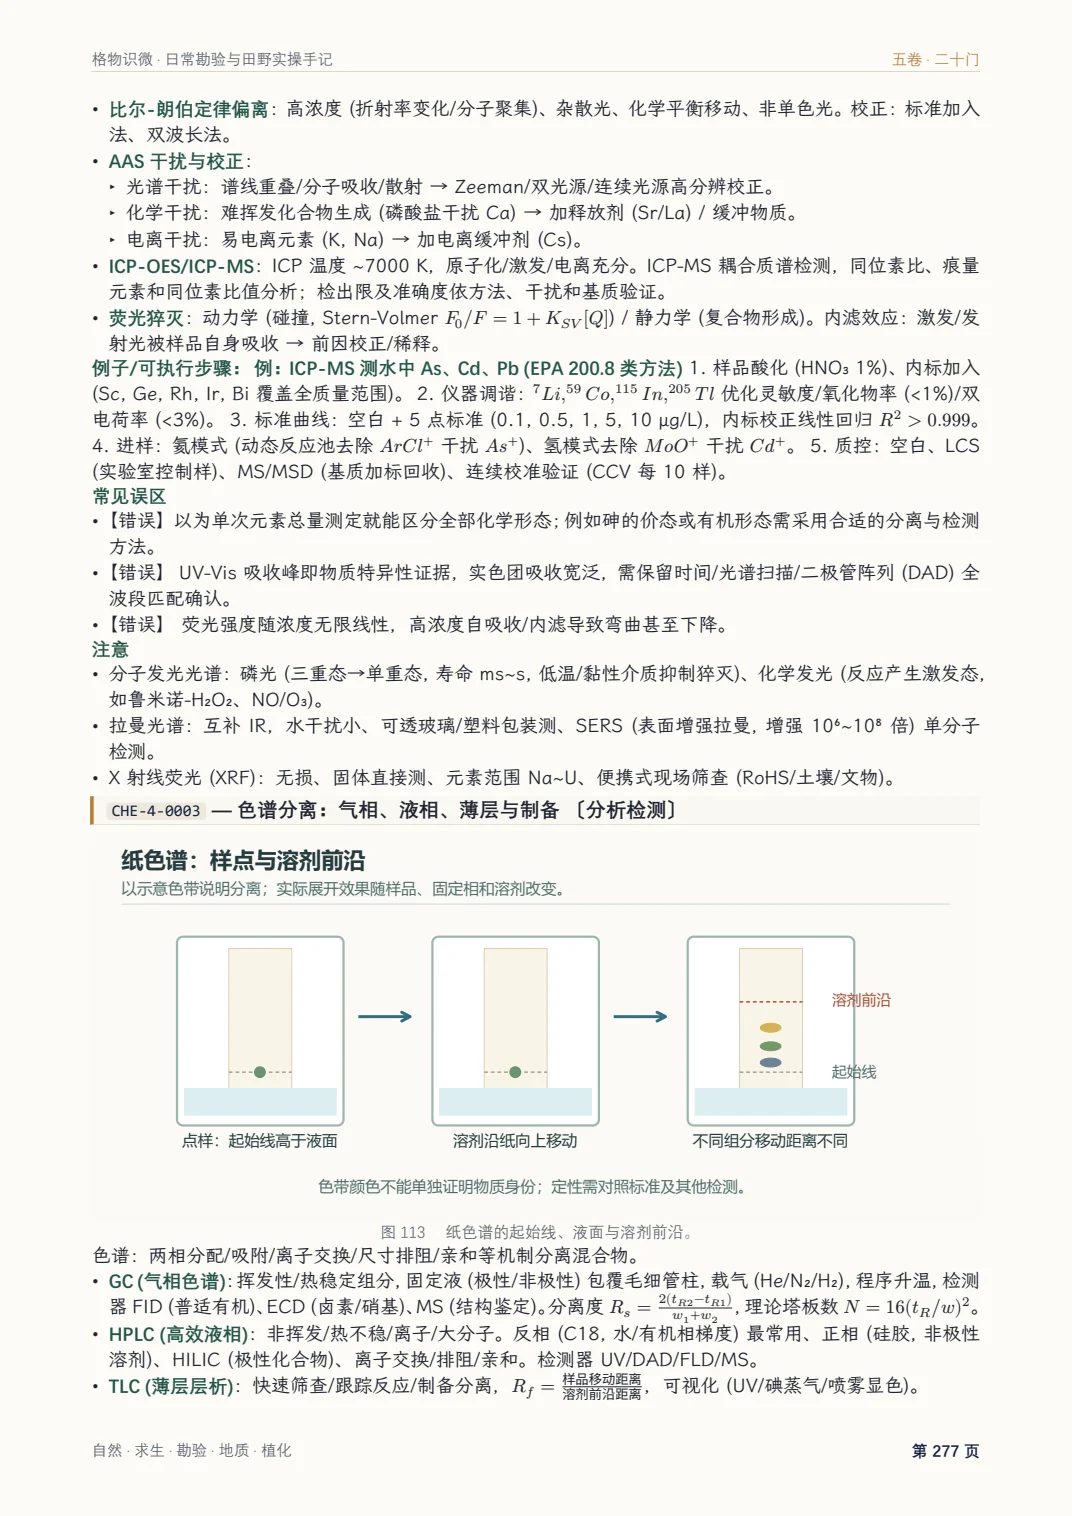 格物识微 · 日常勘验与田野实操手记
五卷 · 二十门
• 比尔-朗伯定律偏离：高浓度 (折射率变化/分子聚集)、杂散光、化学平衡移动、非单色光。校正：标准加入
法、双波长法。
• AAS 干扰与校正：
‣ 光谱干扰：谱线重叠/分子吸收/散射 → Zeeman/双光源/连续光源高分辨校正。
‣ 化学干扰：难挥发化合物生成 (磷酸盐干扰 Ca) → 加释放剂 (Sr/La) / 缓冲物质。
‣ 电离干扰：易电离元素 (K, Na) → 加电离缓冲剂 (Cs)。
• ICP-OES/ICP-MS：ICP 温度 ~7000 K，原子化/激发/电离充分。ICP-MS 耦合质谱检测，同位素比、痕量
元素和同位素比值分析；检出限及准确度依方法、干扰和基质验证。
• 荧光猝灭：动力学 (碰撞, Stern-Volmer F₀/F = 1 + K_{SV}[Q]) / 静力学 (复合物形成)。内滤效应：激发/发
射光被样品自身吸收 → 前因校正/稀释。
例子/可执行步骤：例：ICP-MS 测水中 As、Cd、Pb (EPA 200.8 类方法) 1. 样品酸化 (HNO₃ 1%)、内标加入
(Sc, Ge, Rh, Ir, Bi 覆盖全质量范围)。 2. 仪器调谐：⁷Li,⁵⁹Co,¹¹⁵In,²⁰⁵Tl 优化灵敏度/氧化物率 (<1%)/双
电荷率 (<3%)。 3. 标准曲线：空白 + 5 点标准 (0.1, 0.5, 1, 5, 10 μg/L)，内标校正线性回归 R² > 0.999。
4. 进样：氦模式 (动态反应池去除 ArCl⁺ 干扰 As⁺)、氢模式去除 MoO⁺ 干扰 Cd⁺。 5. 质控：空白、LCS
(实验室控制样)、MS/MSD (基质加标回收)、连续校准验证 (CCV 每 10 样)。
常见误区
• 【错误】以为单次元素总量测定就能区分全部化学形态；例如砷的价态或有机形态需采用合适的分离与检测
方法。
• 【错误】 UV-Vis 吸收峰即物质特异性证据，实色团吸收宽泛，需保留时间/光谱扫描/二极管阵列 (DAD) 全
波段匹配确认。
• 【错误】 荧光强度随浓度无限线性，高浓度自吸收/内滤导致弯曲甚至下降。
注意
• 分子发光光谱：磷光 (三重态→单重态, 寿命 ms~s, 低温/黏性介质抑制猝灭)、化学发光 (反应产生激发态,
如鲁米诺-H₂O₂、NO/O₃)。
• 拉曼光谱：互补 IR，水干扰小、可透玻璃/塑料包装测、SERS (表面增强拉曼, 增强 10⁶~10⁸ 倍) 单分子
检测。
• X 射线荧光 (XRF)：无损、固体直接测、元素范围 Na~U、便携式现场筛查 (RoHS/土壤/文物)。
CHE-4-0003 — 色谱分离：气相、液相、薄层与制备 〔分析检测〕
纸色谱：样点与溶剂前沿
以示意色带说明分离；实际展开效果随样品、固定相和溶剂改变。
溶剂前沿
起始线
点样：起始线高于液面
溶剂沿纸向上移动
不同组分移动距离不同
色带颜色不能单独证明物质身份；定性需对照标准及其他检测。
图 113 纸色谱的起始线、液面与溶剂前沿。
色谱：两相分配/吸附/离子交换/尺寸排阻/亲和等机制分离混合物。
• GC (气相色谱)：挥发性/热稳定组分, 固定液 (极性/非极性) 包覆毛细管柱, 载气 (He/N₂/H₂), 程序升温, 检测
器 FID (普适有机)、ECD (卤素/硝基)、MS (结构鉴定)。分离度 R_s = \frac{2(t_{R2}−t_{R1})}{w₁+w₂}, 理论塔板数 N = 16(t_R/w)²。
• HPLC (高效液相)：非挥发/热不稳/离子/大分子。反相 (C18, 水/有机相梯度) 最常用、正相 (硅胶, 非极性
溶剂)、HILIC (极性化合物)、离子交换/排阻/亲和。检测器 UV/DAD/FLD/MS。
• TLC (薄层层析)：快速筛查/跟踪反应/制备分离，R_f = \frac{样品移动距离}{溶剂前沿距离}，可视化 (UV/碘蒸气/喷雾显色)。
自然 · 求生 · 勘验 · 地质 · 植化
第 277 页